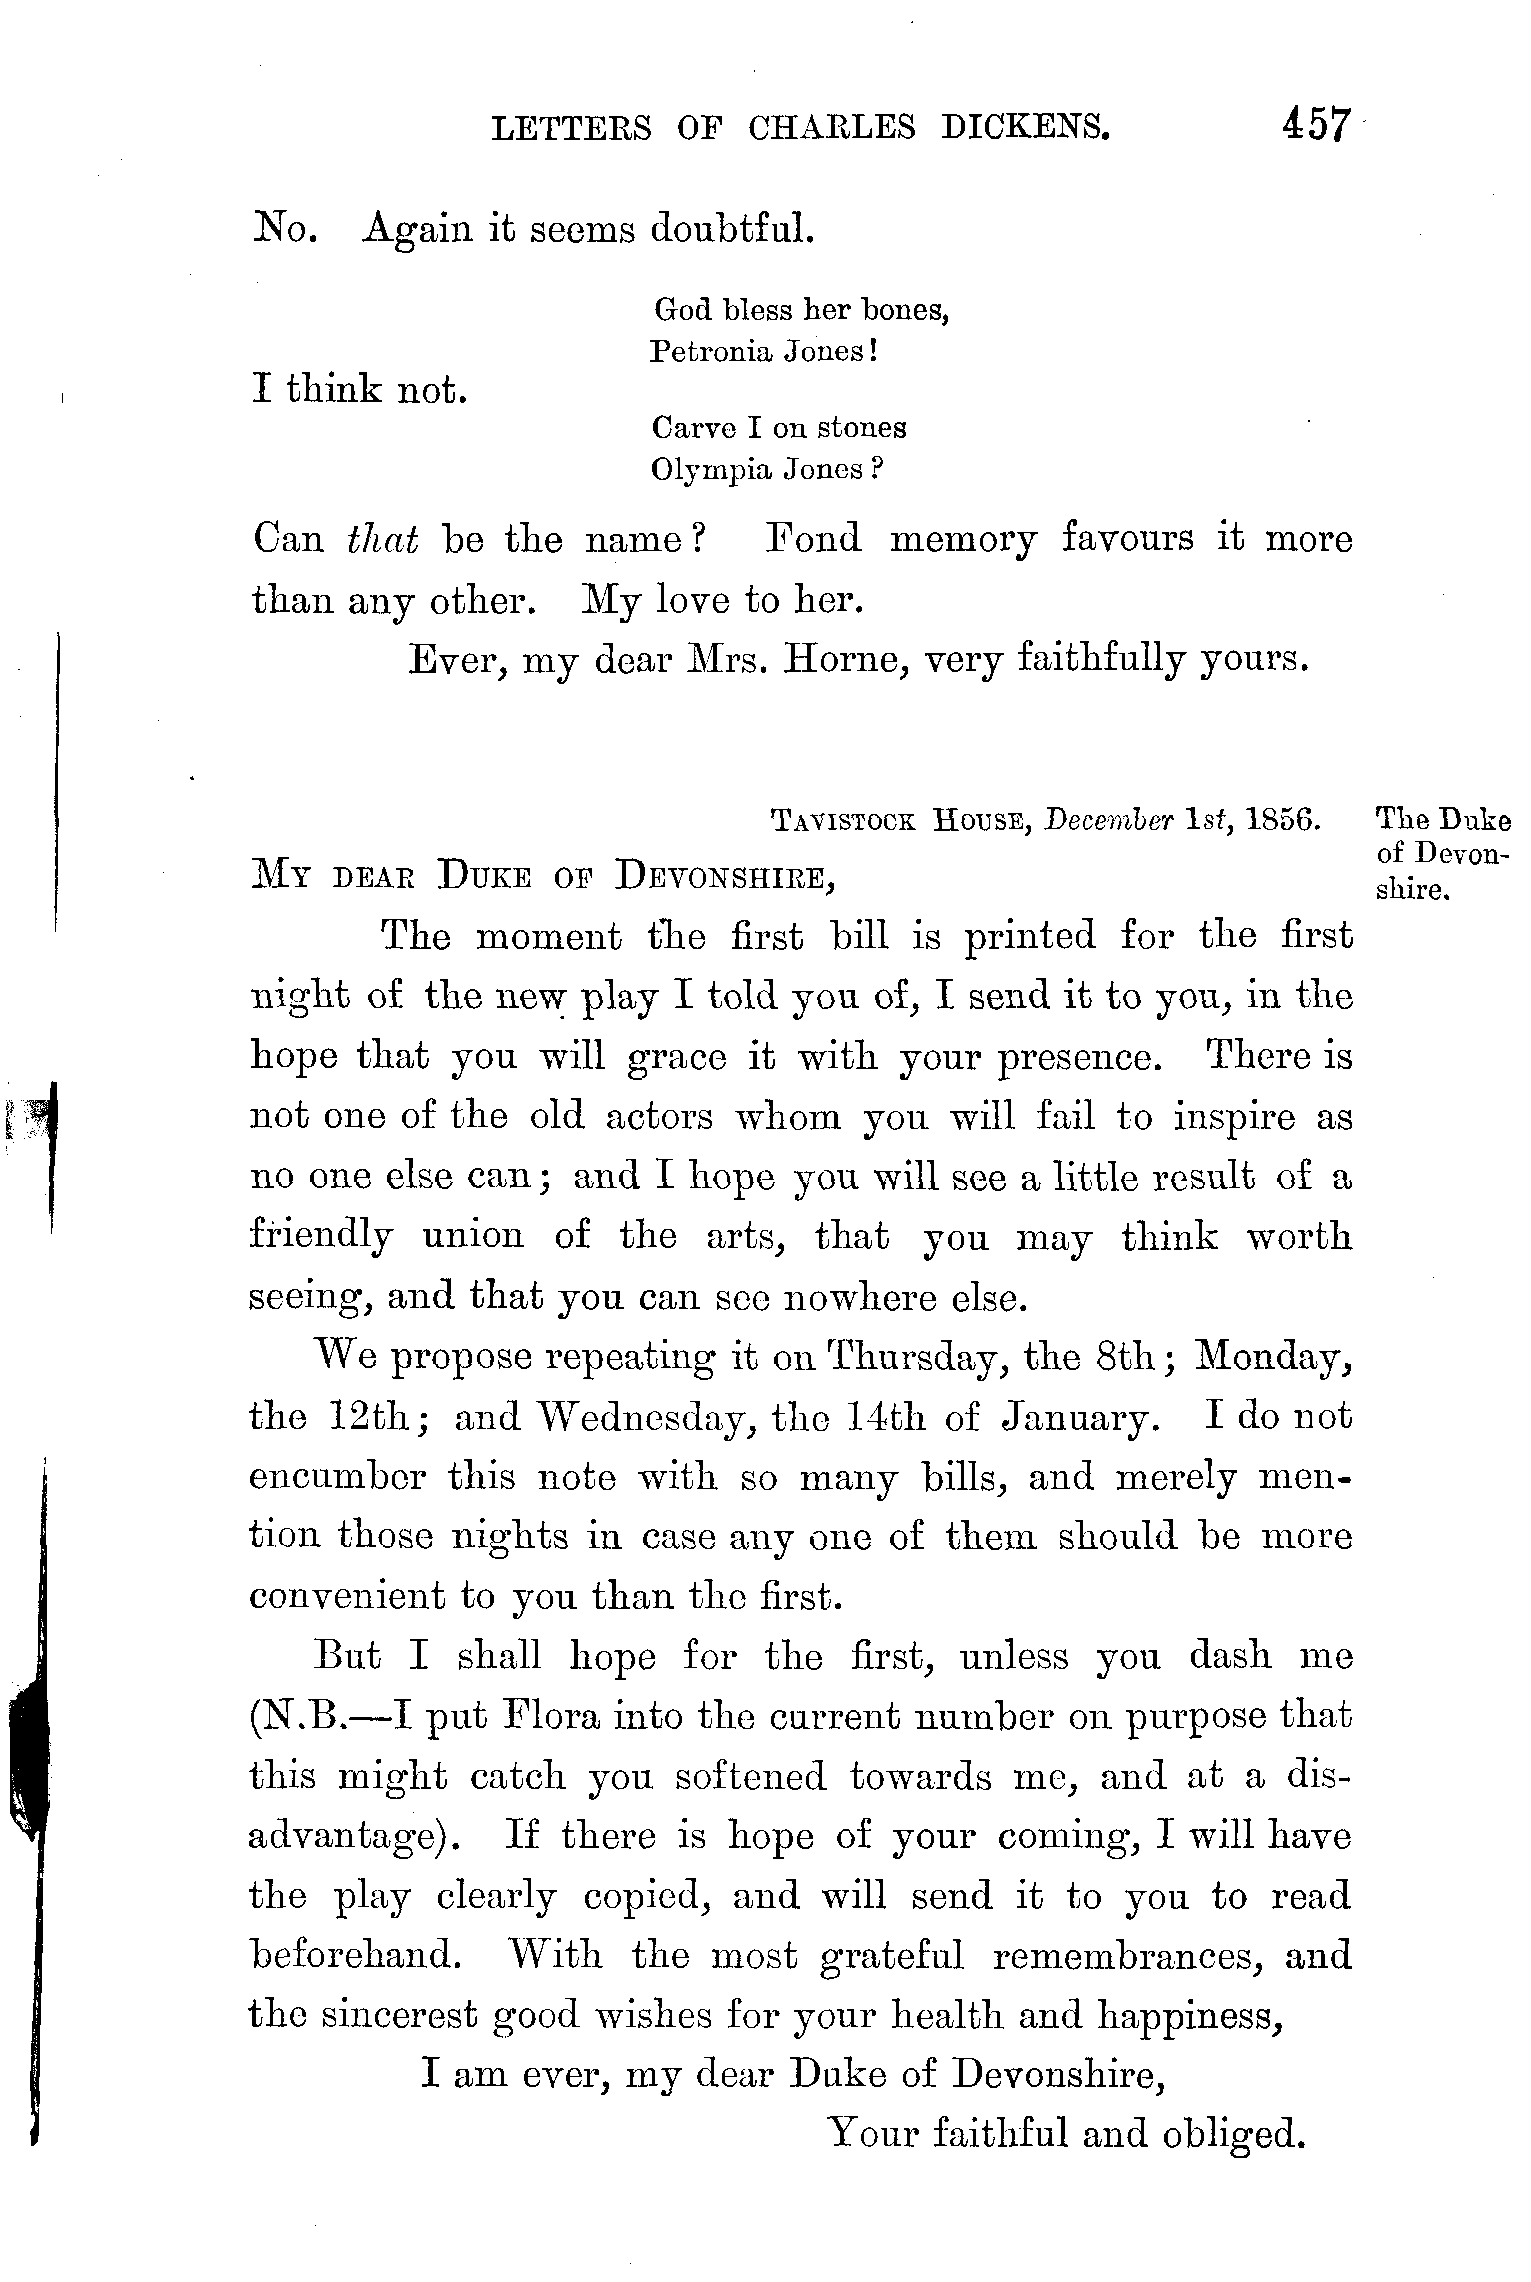 LETTERS OF CHARLES DICKENS. 457
No. Again it seems doubtful.
God bless her bones,
Petronia Jones!
I think not.
Carve I on stones
Olympia Jones?
Can that be the name? Fond memory favours it more
than any other. My love to her.
Ever, my dear Mrs. Horne, very faithfully yours.
TAVISTOCK HOUSE, December 1st, 1856.
The Duke
of Devon-
shire.
MY DEAR DUKE OF DEVONSHIRE,
The moment the first bill is printed for the first
night of the new play I told you of, I send it to you, in the
hope that you will grace it with your presence. There is
not one of the old actors whom you will fail to inspire as
no one else can; and I hope you will see a little result of a
friendly union of the arts, that you may think worth
seeing, and that you can see nowhere else.
We propose repeating it on Thursday, the 8th; Monday,
the 12th; and Wednesday, the 14th of January. I do not
encumber this note with so many bills, and merely men-
tion those nights in case any one of them should be more
convenient to you than the first.
But I shall hope for the first, unless you dash me
(N.B.—I put Flora into the current number on purpose that
this might catch you softened towards me, and at a dis-
advantage). If there is hope of your coming, I will have
the play clearly copied, and will send it to you to read
beforehand. With the most grateful remembrances, and
the sincerest good wishes for your health and happiness,
I am ever, my dear Duke of Devonshire,
Your faithful and obliged.